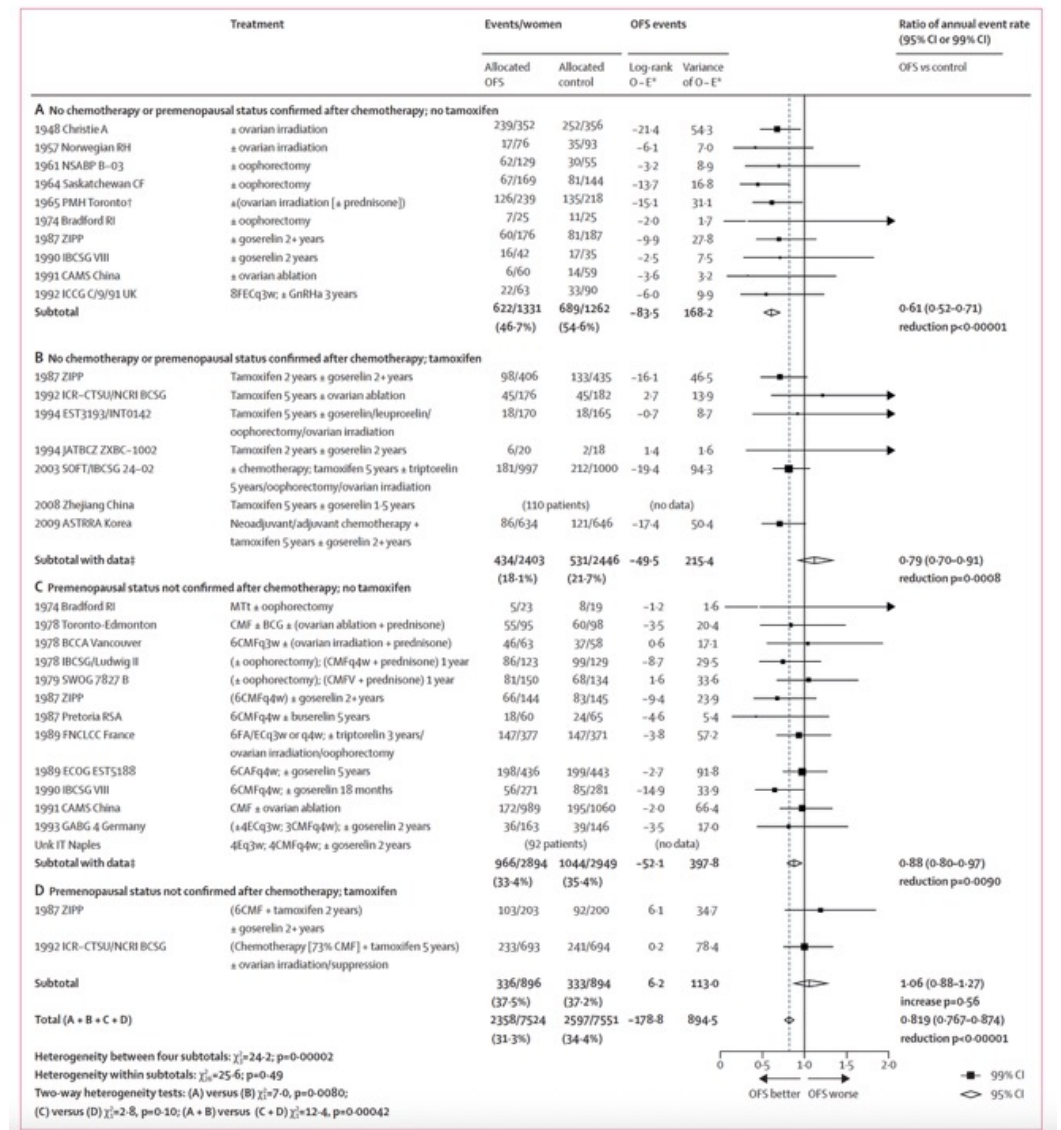 Treatment Events/women OFS events Ratio of annual event rate
(95% CI or 99% CI)
Allocated Allocated Log-rank Variance OFS vs control
OFS control O–E* of O–E*
A No chemotherapy or premenopausal status confirmed after chemotherapy; no tamoxifen
1948 Christie A ± ovarian irradiation 239/352 252/356 –21·4 54·3
1957 Norwegian RH ± ovarian irradiation 17/76 35/93 –6·1 7·0
1961 NSABP B–03 ± oophorectomy 62/129 30/55 –3·2 8·9
1964 Saskatchewan CF ± oophorectomy 67/169 81/144 –13·7 16·8
1965 PMH Toronto† ±(ovarian irradiation [± prednisone]) 126/239 135/218 –15·1 31·1
1974 Bradford RI ± oophorectomy 7/25 11/25 –2·0 1·7
1987 ZIPP ± goserelin 2+ years 60/176 81/187 –9·9 27·8
1990 IBCSG VIII ± goserelin 2 years 16/42 17/35 –2·5 7·5
1991 CAMS China ± ovarian ablation 6/60 14/59 –3·6 3·2
1992 ICCG C/9/91 UK 8FECq3w; ± GnRHa 3 years 22/63 33/90 –6·0 9·9
Subtotal 622/1331 689/1262 –83·5 168·2 0·61 (0·52–0·71)
(46·7%) (54·6%) reduction p<0·00001
B No chemotherapy or premenopausal status confirmed after chemotherapy; tamoxifen
1987 ZIPP Tamoxifen 2 years ± goserelin 2+ years 98/406 133/435 –16·1 46·5
1992 ICR–CTSU/NCRI BCSG Tamoxifen 5 years ± ovarian ablation 45/176 45/182 2·7 13·9
1994 EST3193/INT0142 Tamoxifen 5 years ± goserelin/leuprorelin/ 18/170 18/165 –0·7 8·7
oophorectomy/ovarian irradiation
1994 JATBCZ ZXBC–1002 Tamoxifen 2 years ± goserelin 2 years 6/20 2/18 1·4 1·6
2003 SOFT/IBCSG 24–02 ± chemotherapy; tamoxifen 5 years ± triptorelin 181/997 212/1000 –19·4 94·3
5 years/oophorectomy/ovarian irradiation
2008 Zhejiang China Tamoxifen 5 years ± goserelin 1·5 years (110 patients) (no data)
2009 ASTRRA Korea Neoadjuvant/adjuvant chemotherapy + 86/634 121/646 –17·4 50·4
tamoxifen 5 years ± goserelin 2+ years
Subtotal with data‡ 434/2403 531/2446 –49·5 215·4 0·79 (0·70–0·91)
(18·1%) (21·7%) reduction p=0·0008
C Premenopausal status not confirmed after chemotherapy; no tamoxifen
1974 Bradford RI MTt ± oophorectomy 5/23 8/19 –1·2 1·6
1978 Toronto-Edmonton CMF ± BCG ± (ovarian ablation + prednisone) 55/95 60/98 –3·5 20·4
1978 BCCA Vancouver 6CMFq3w ± (ovarian irradiation + prednisone) 46/63 37/58 0·6 17·1
1978 IBCSG/Ludwig II (± oophorectomy); (CMFq4w + prednisone) 1 year 86/123 99/129 –8·7 29·5
1979 SWOG 7827 B (± oophorectomy); (CMFV + prednisone) 1 year 81/150 68/134 1·6 33·6
1987 ZIPP (6CMFq4w) ± goserelin 2+ years 66/144 83/145 –9·4 23·9
1987 Pretoria RSA 6CMFq4w ± buserelin 5 years 18/60 24/65 –4·6 5·4
1989 FNCLCC France 6FA/ECq3w or q4w; ± triptorelin 3 years/ 147/377 147/371 –3·8 57·2
ovarian irradiation/oophorectomy
1989 ECOG EST5188 6CAFq4w; ± goserelin 5 years 198/436 199/443 –2·7 91·8
1990 IBCSG VIII 6CMFq4w; ± goserelin 18 months 56/271 85/281 –14·9 33·9
1991 CAMS China CMF ± ovarian ablation 172/989 195/1060 –2·0 66·4
1993 GABG 4 Germany (±4ECq3w; 3CMFq4w); ± goserelin 2 years 36/163 39/146 –3·5 17·0
Unk IT Naples 4Eq3w; 4CMFq4w; ± goserelin 2 years (92 patients) (no data)
Subtotal with data‡ 966/2894 1044/2949 –52·1 397·8 0·88 (0·80–0·97)
(33·4%) (35·4%) reduction p=0·0090
D Premenopausal status not confirmed after chemotherapy; tamoxifen
1987 ZIPP (6CMF + tamoxifen 2 years) 103/203 92/200 6·1 34·7
± goserelin 2+ years
1992 ICR–CTSU/NCRI BCSG (Chemotherapy [73% CMF] + tamoxifen 5 years) 233/693 241/694 0·2 78·4
± ovarian irradiation/suppression
Subtotal 336/896 333/894 6·2 113·0 1·06 (0·88–1·27)
(37·5%) (37·2%) increase p=0·56
Total (A + B + C + D) 2358/7524 2597/7551 –178·8 894·5 0·819 (0·767–0·874)
(31·3%) (34·4%) reduction p<0·00001
Heterogeneity between four subtotals: χ²₃=24·2; p=0·00002
Heterogeneity within subtotals: =25·6; p=0·49
Two-way heterogeneity tests: (A) versus (B) χ²₁=7·0, p=0·0080;
(C) versus (D) χ²₁=2·8, p=0·10; (A + B) versus (C + D) χ²₁=12·4, p=0·00042
0 0·5 1·0 1·5 2·0
OFS better OFS worse
99% CI
95% CI